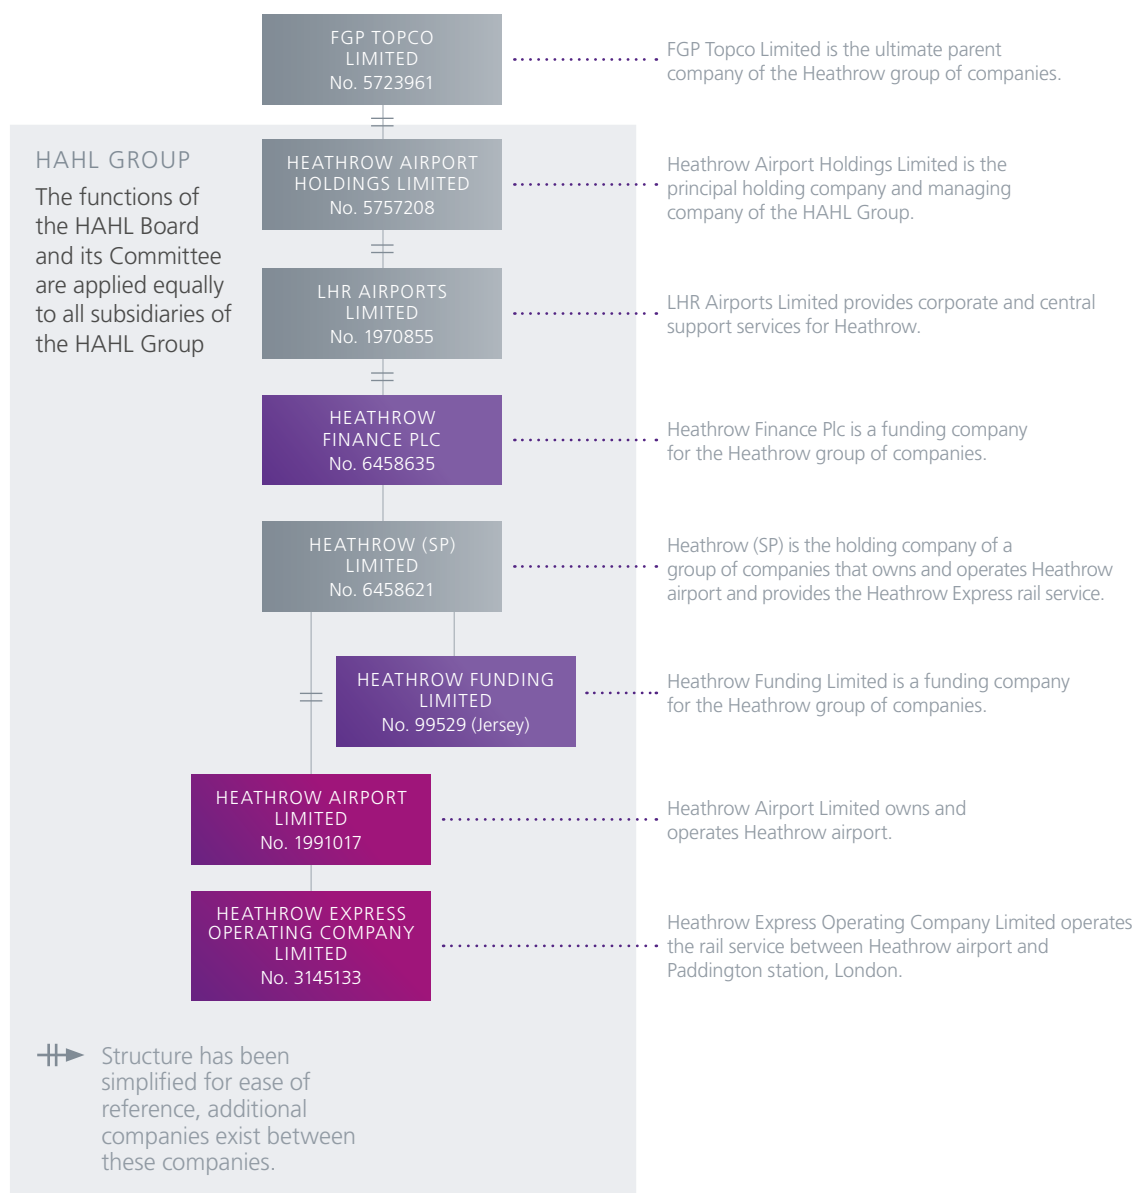 FGP TOPCO
LIMITED
No. 5723961
FGP Topco Limited is the ultimate parent
company of the Heathrow group of companies.
HAHL GROUP
The functions of
the HAHL Board
and its Committee
are applied equally
to all subsidiaries of
the HAHL Group
HEATHROW AIRPORT
HOLDINGS LIMITED
No. 5757208
Heathrow Airport Holdings Limited is the
principal holding company and managing
company of the HAHL Group.
LHR AIRPORTS
LIMITED
No. 1970855
LHR Airports Limited provides corporate and central
support services for Heathrow.
HEATHROW
FINANCE PLC
No. 6458635
Heathrow Finance Plc is a funding company
for the Heathrow group of companies.
HEATHROW (SP)
LIMITED
No. 6458621
Heathrow (SP) is the holding company of a
group of companies that owns and operates Heathrow
airport and provides the Heathrow Express rail service.
HEATHROW FUNDING
LIMITED
No. 99529 (Jersey)
Heathrow Funding Limited is a funding company
for the Heathrow group of companies.
HEATHROW AIRPORT
LIMITED
No. 1991017
Heathrow Airport Limited owns and
operates Heathrow airport.
HEATHROW EXPRESS
OPERATING COMPANY
LIMITED
No. 3145133
Heathrow Express Operating Company Limited operates
the rail service between Heathrow airport and
Paddington station, London.
Structure has been
simplified for ease of
reference, additional
companies exist between
these companies.